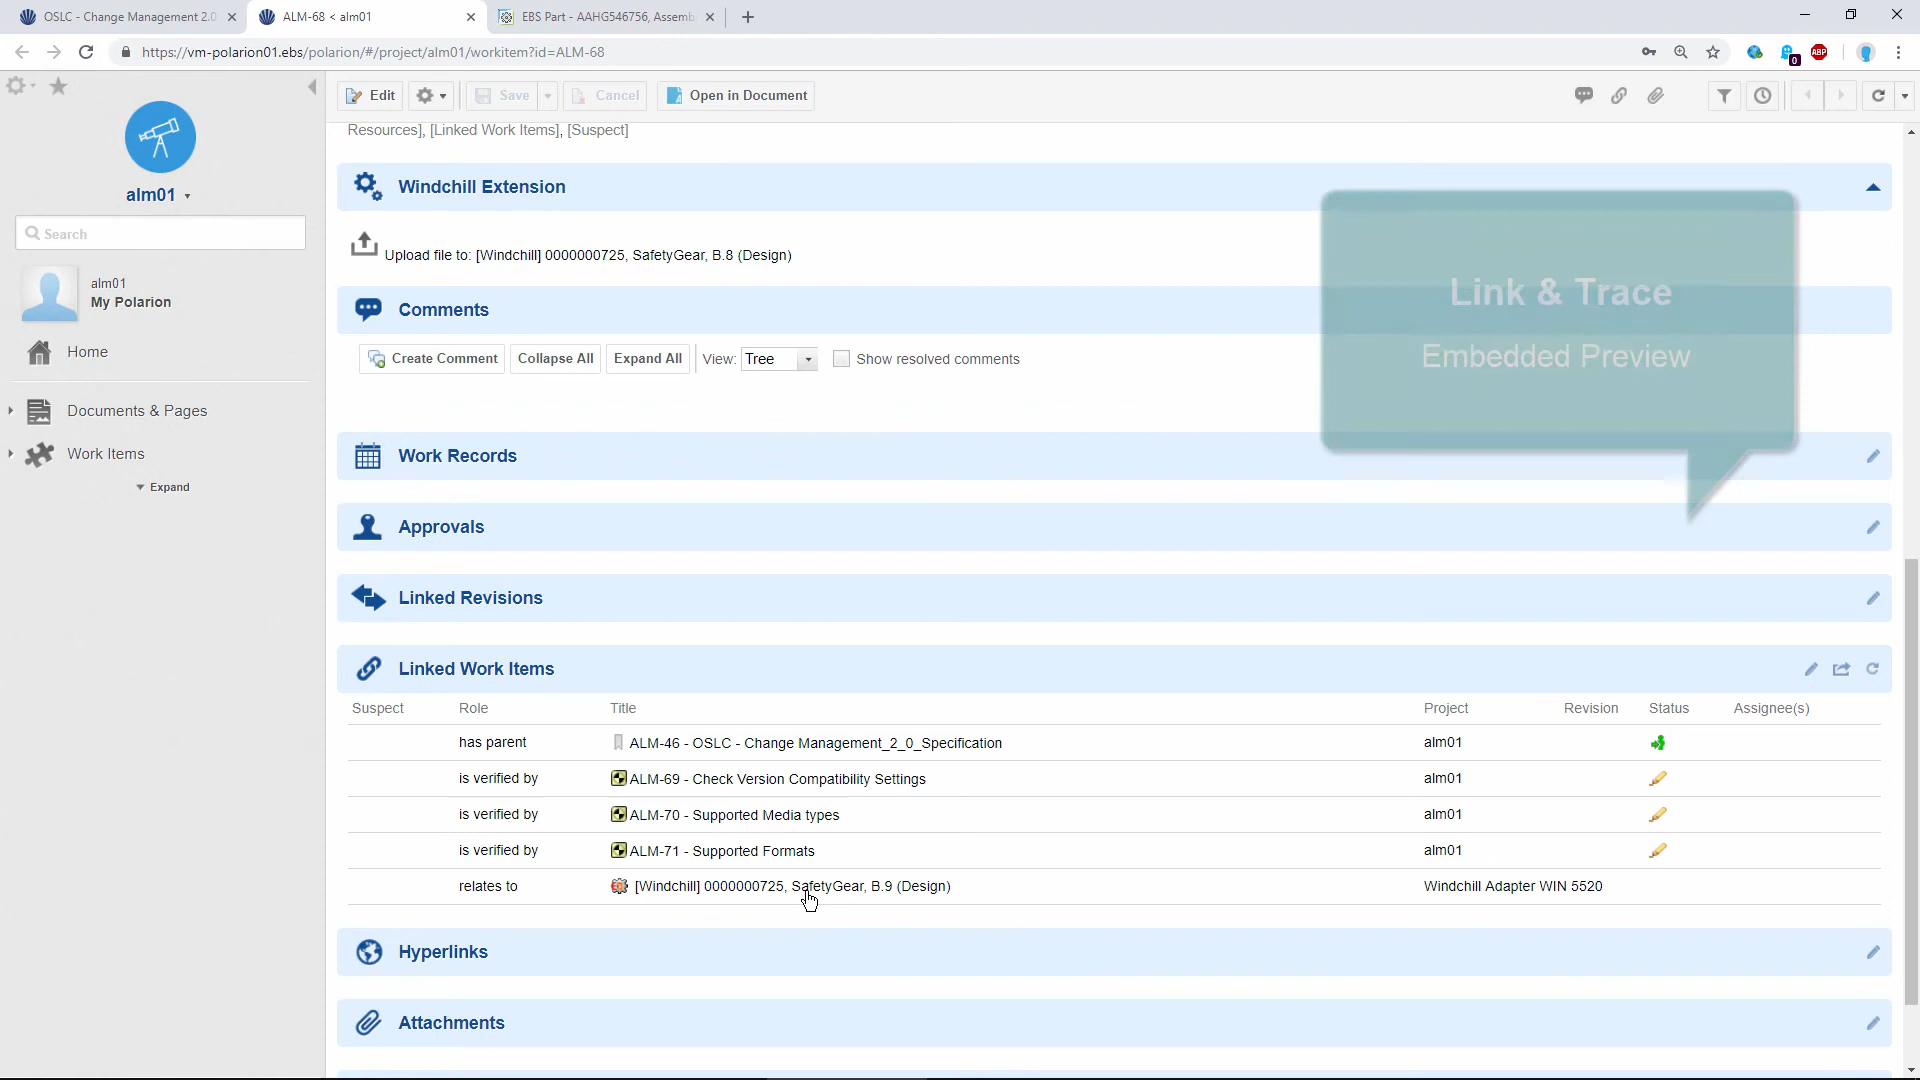 OSLC - Change Management 2.0
ALM-68 < alm01
EBS Part - AAHG546756, Assemb
https://vm-polarion01.ebs/polarion/#/project/alm01/workitem?id=ALM-68
0
ABP
Edit
Save
Cancel
Open in Document
alm01
Search
alm01
My Polarion
Home
Documents & Pages
Work Items
Expand
Resources], [Linked Work Items], [Suspect]
Windchill Extension
Upload file to: [Windchill] 0000000725, SafetyGear, B.8 (Design)
Link & Trace
Embedded Preview
Comments
Create Comment
Collapse All
Expand All
View: Tree
Show resolved comments
Work Records
Approvals
Linked Revisions
Linked Work Items
Suspect Role Title Project Revision Status Assignee(s)
has parent ALM-46 - OSLC - Change Management_2_0_Specification alm01
is verified by ALM-69 - Check Version Compatibility Settings alm01
is verified by ALM-70 - Supported Media types alm01
is verified by ALM-71 - Supported Formats alm01
relates to [Windchill] 0000000725, SafetyGear, B.9 (Design) Windchill Adapter WIN 5520
Hyperlinks
Attachments